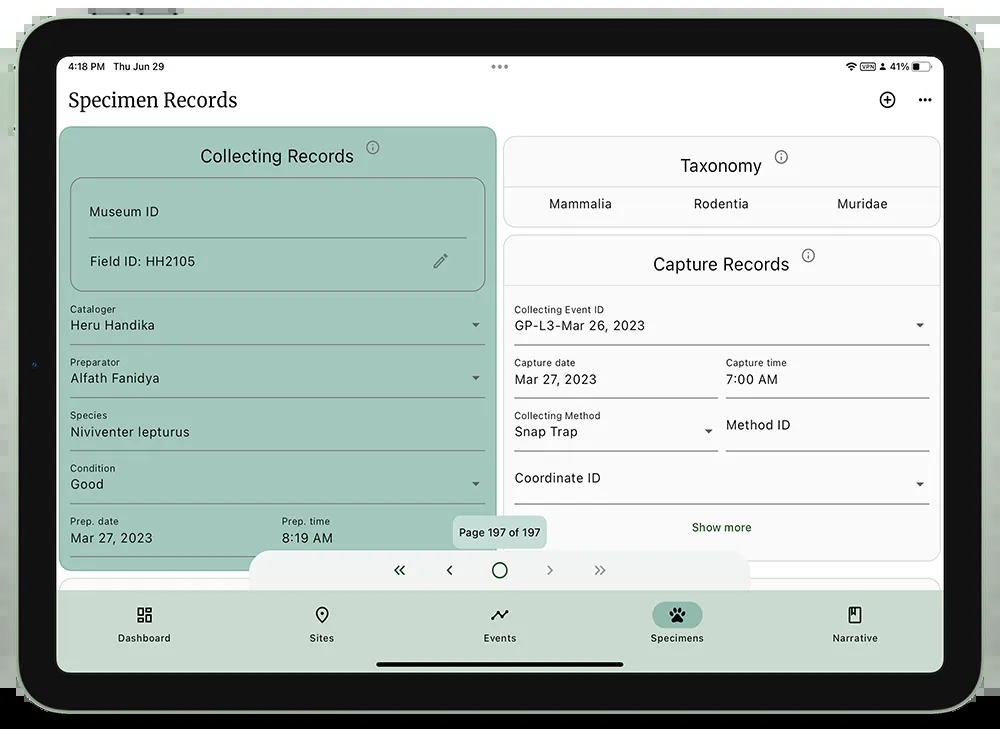 4:18 PM Thu Jun 29
VPN 41%
Specimen Records
Collecting Records
Museum ID
Field ID: HH2105
Cataloger
Heru Handika
Preparator
Alfath Fanidya
Species
Niviventer lepturus
Condition
Good
Prep. date
Mar 27, 2023
Prep. time
8:19 AM
Taxonomy
Mammalia Rodentia Muridae
Capture Records
Collecting Event ID
GP-L3-Mar 26, 2023
Capture date
Mar 27, 2023
Capture time
7:00 AM
Collecting Method
Snap Trap
Method ID
Coordinate ID
Show more
Page 197 of 197
Dashboard Sites Events Specimens Narrative